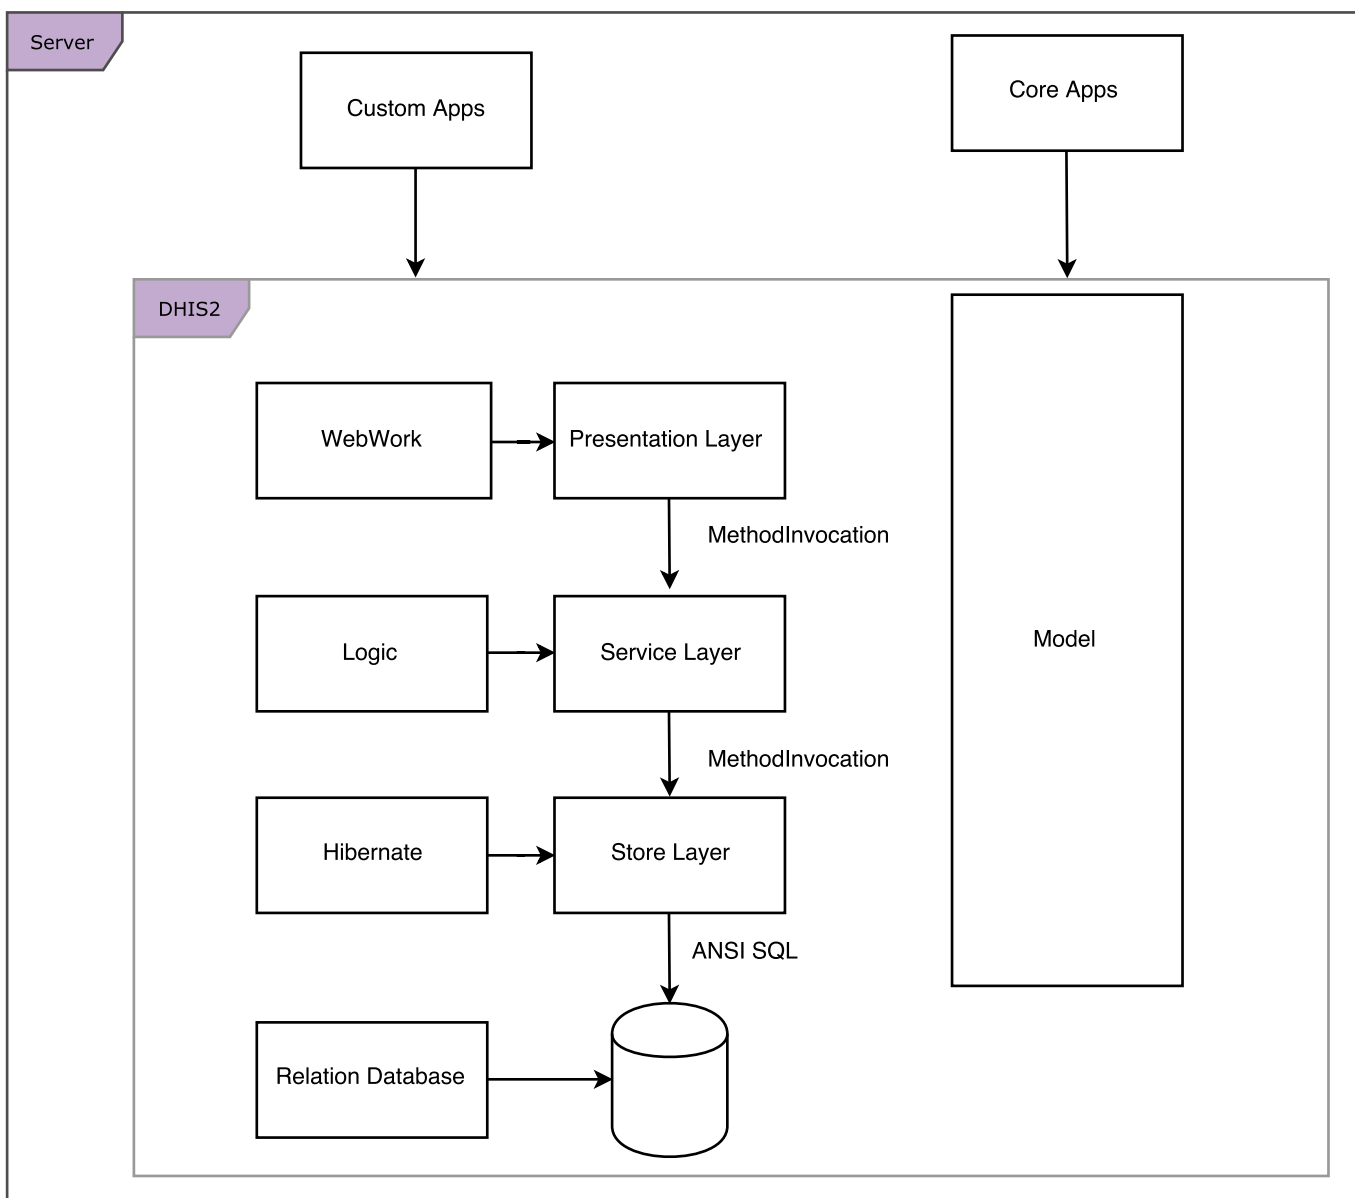 Server
Custom Apps
Core Apps
DHIS2
WebWork
Presentation Layer
MethodInvocation
Logic
Service Layer
Model
MethodInvocation
Hibernate
Store Layer
ANSI SQL
Relation Database